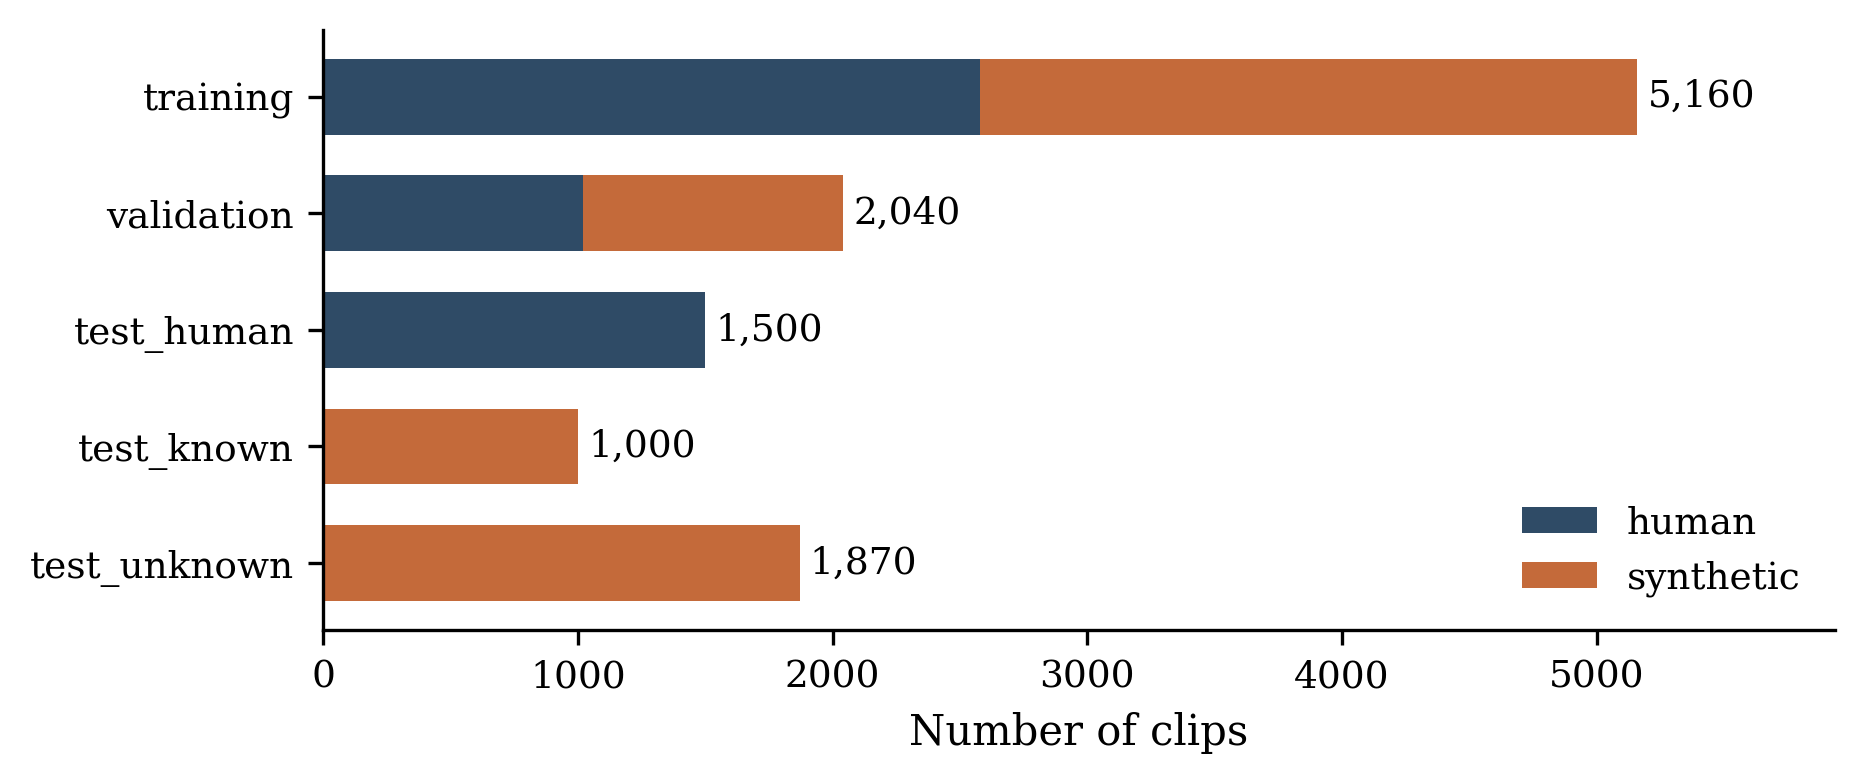 training 5,160
validation 2,040
test_human 1,500
test_known 1,000
test_unknown 1,870
human
synthetic
0 1000 2000 3000 4000 5000
Number of clips